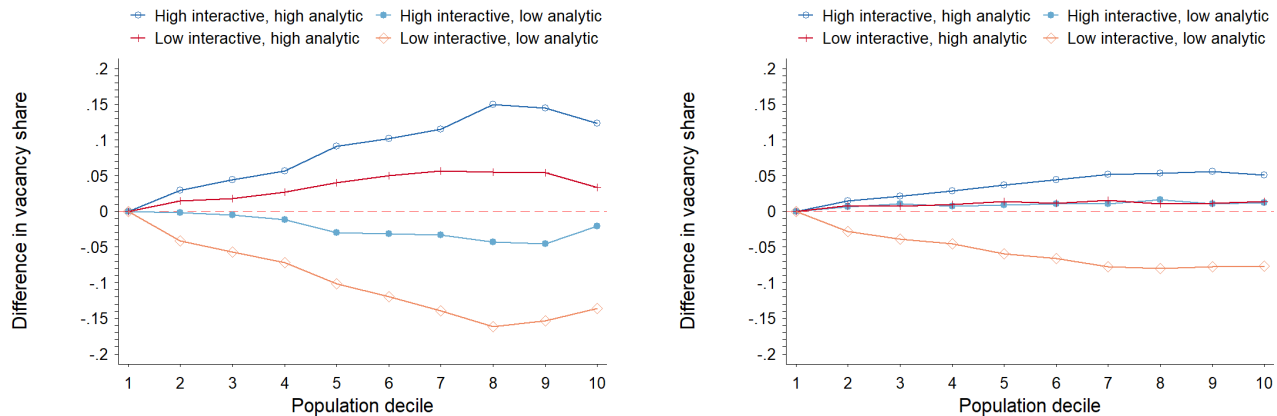 High interactive, high analytic High interactive, low analytic
Low interactive, high analytic Low interactive, low analytic
Difference in vacancy share
.2
.15
.1
.05
0
-.05
-.1
-.15
-.2
1 2 3 4 5 6 7 8 9 10
Population decile
High interactive, high analytic High interactive, low analytic
Low interactive, high analytic Low interactive, low analytic
Difference in vacancy share
.2
.15
.1
.05
0
-.05
-.1
-.15
-.2
1 2 3 4 5 6 7 8 9 10
Population decile